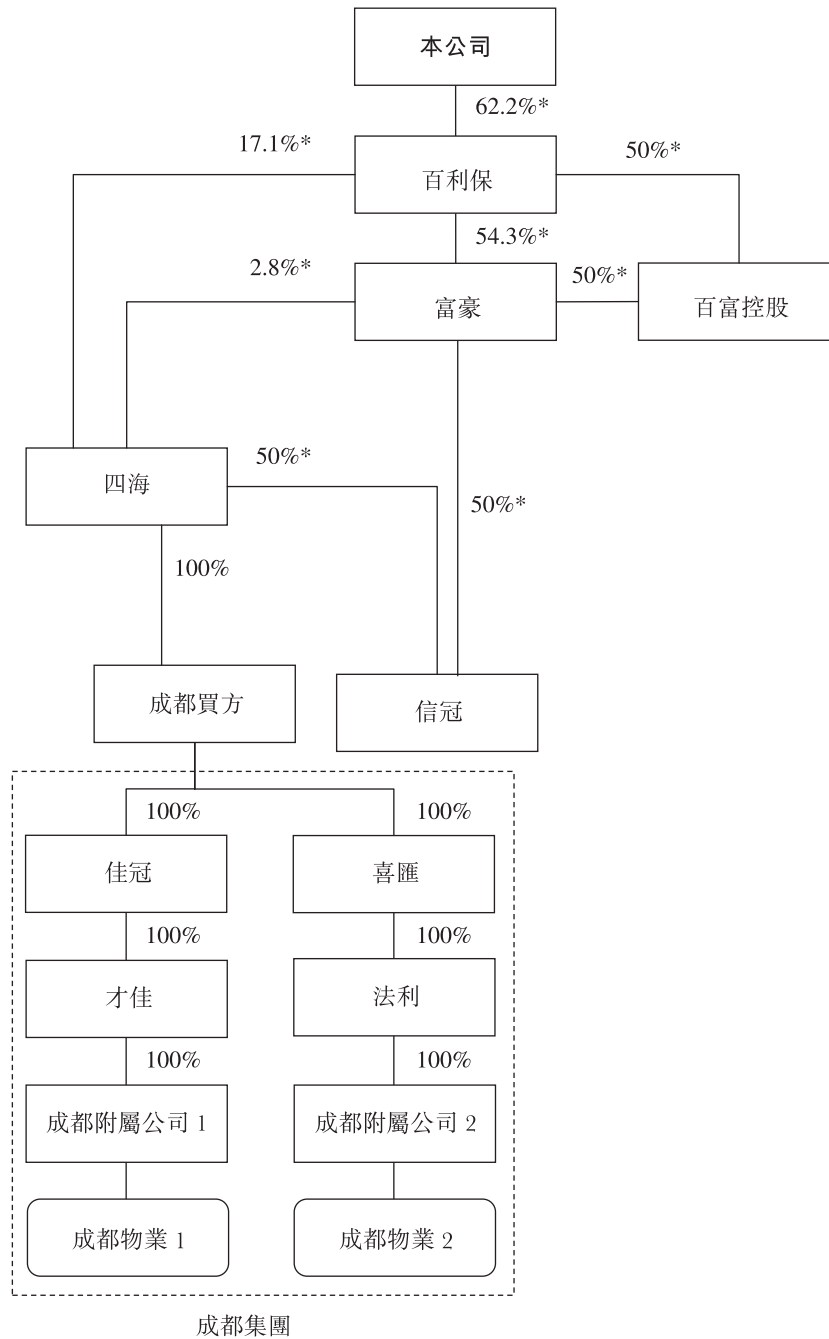 本公司
62.2%*
17.1%*
50%*
百利保
54.3%*
2.8%*
50%*
富豪
百富控股
四海
50%*
50%*
100%
成都買方
信冠
100%
100%
佳冠
喜匯
100%
100%
才佳
法利
100%
100%
成都附屬公司 1
成都附屬公司 2
成都物業 1
成都物業 2
成都集團